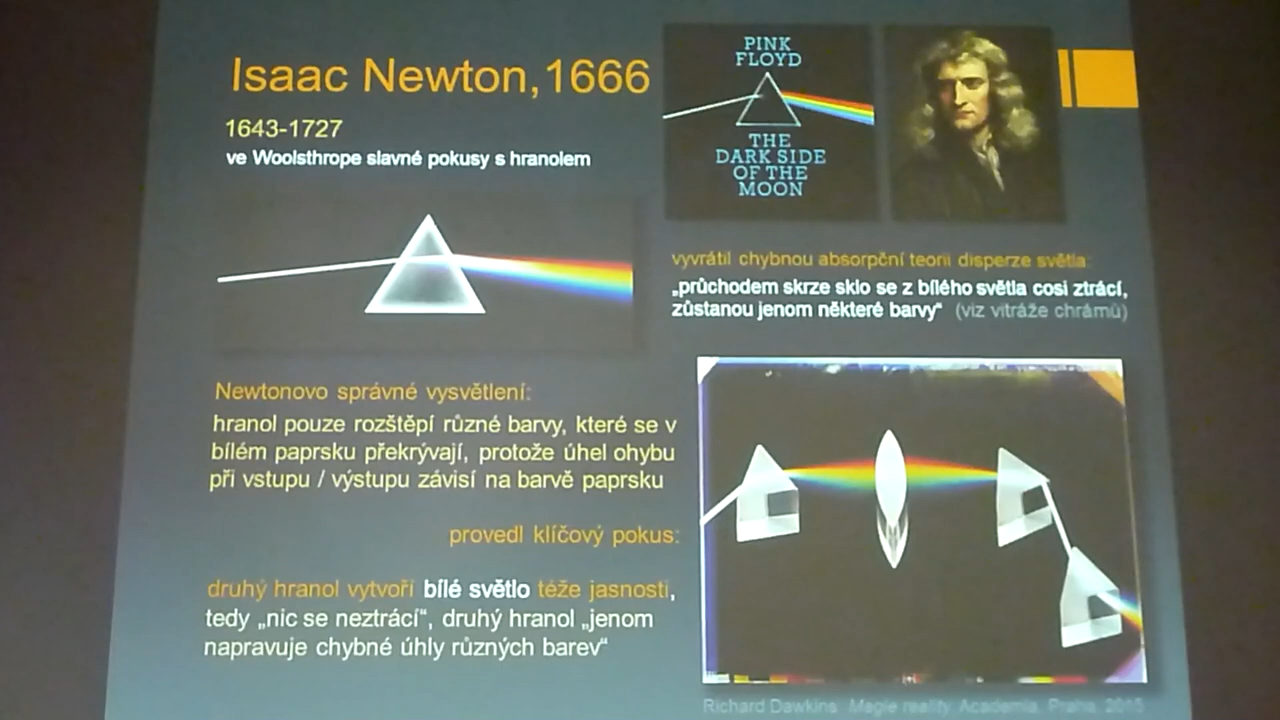 Isaac Newton,1666
1643-1727
ve Woolsthrope slavné pokusy s hranolem
PINK
FLOYD
THE
DARK SIDE
OF THE
MOON
vyvrátil chybnou absorpční teorii disperze světla:
„průchodem skrze sklo se z bílého světla cosi ztrácí,
zůstanou jenom některé barvy“ (viz vitráže chrámů)
Newtonovo správné vysvětlení:
hranol pouze rozštěpí různé barvy, které se v
bílém paprsku překrývají, protože úhel ohybu
při vstupu / výstupu závisí na barvě paprsku
provedl klíčový pokus:
druhý hranol vytvoří bílé světlo téže jasnosti,
tedy „nic se neztrácí“, druhý hranol „jenom
napravuje chybné úhly různých barev“
Richard Dawkins Magie reality, Academia, Praha,